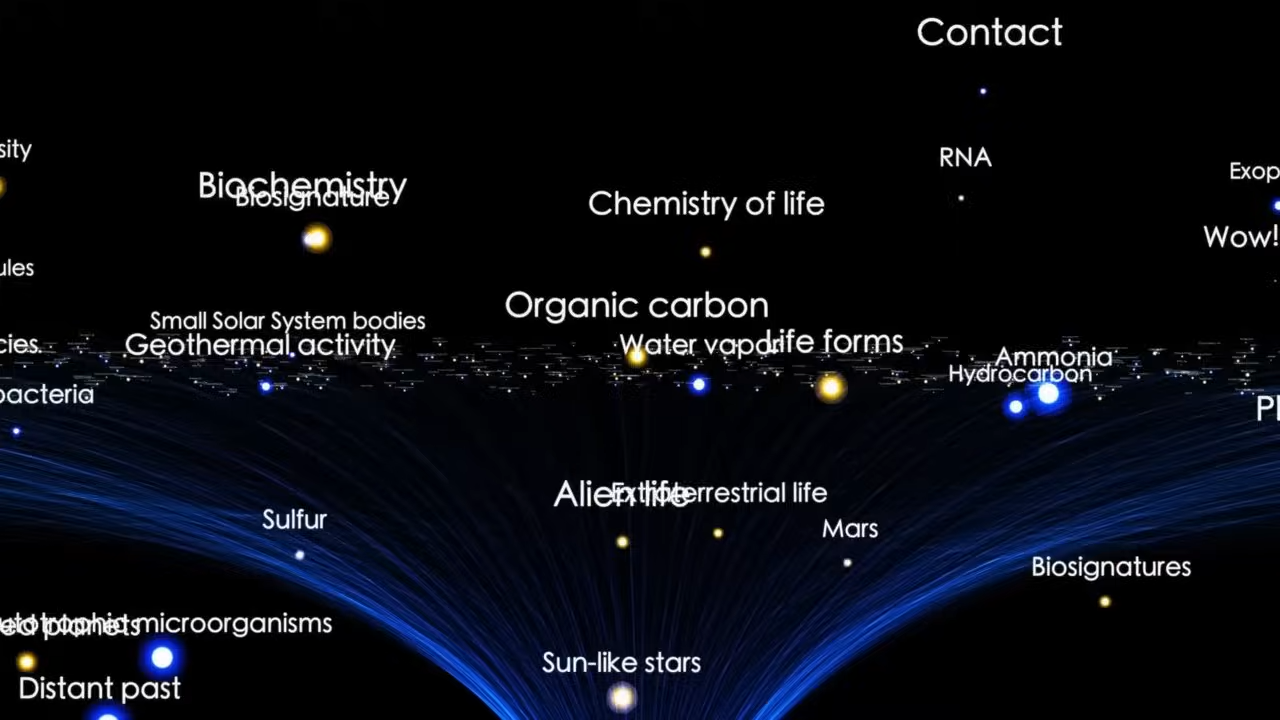 Contact
sity
RNA
Exop
Biochemistry
Biosignature
Chemistry of life
Wow!
ules
Organic carbon
Small Solar System bodies
Geothermal activity
Water vapor
Life forms
cies.
Ammonia
Hydrocarbon
bacteria
Pl
Alien life
Extraterrestrial life
Sulfur
Mars
Biosignatures
microorganisms
planets
Sun-like stars
Distant past